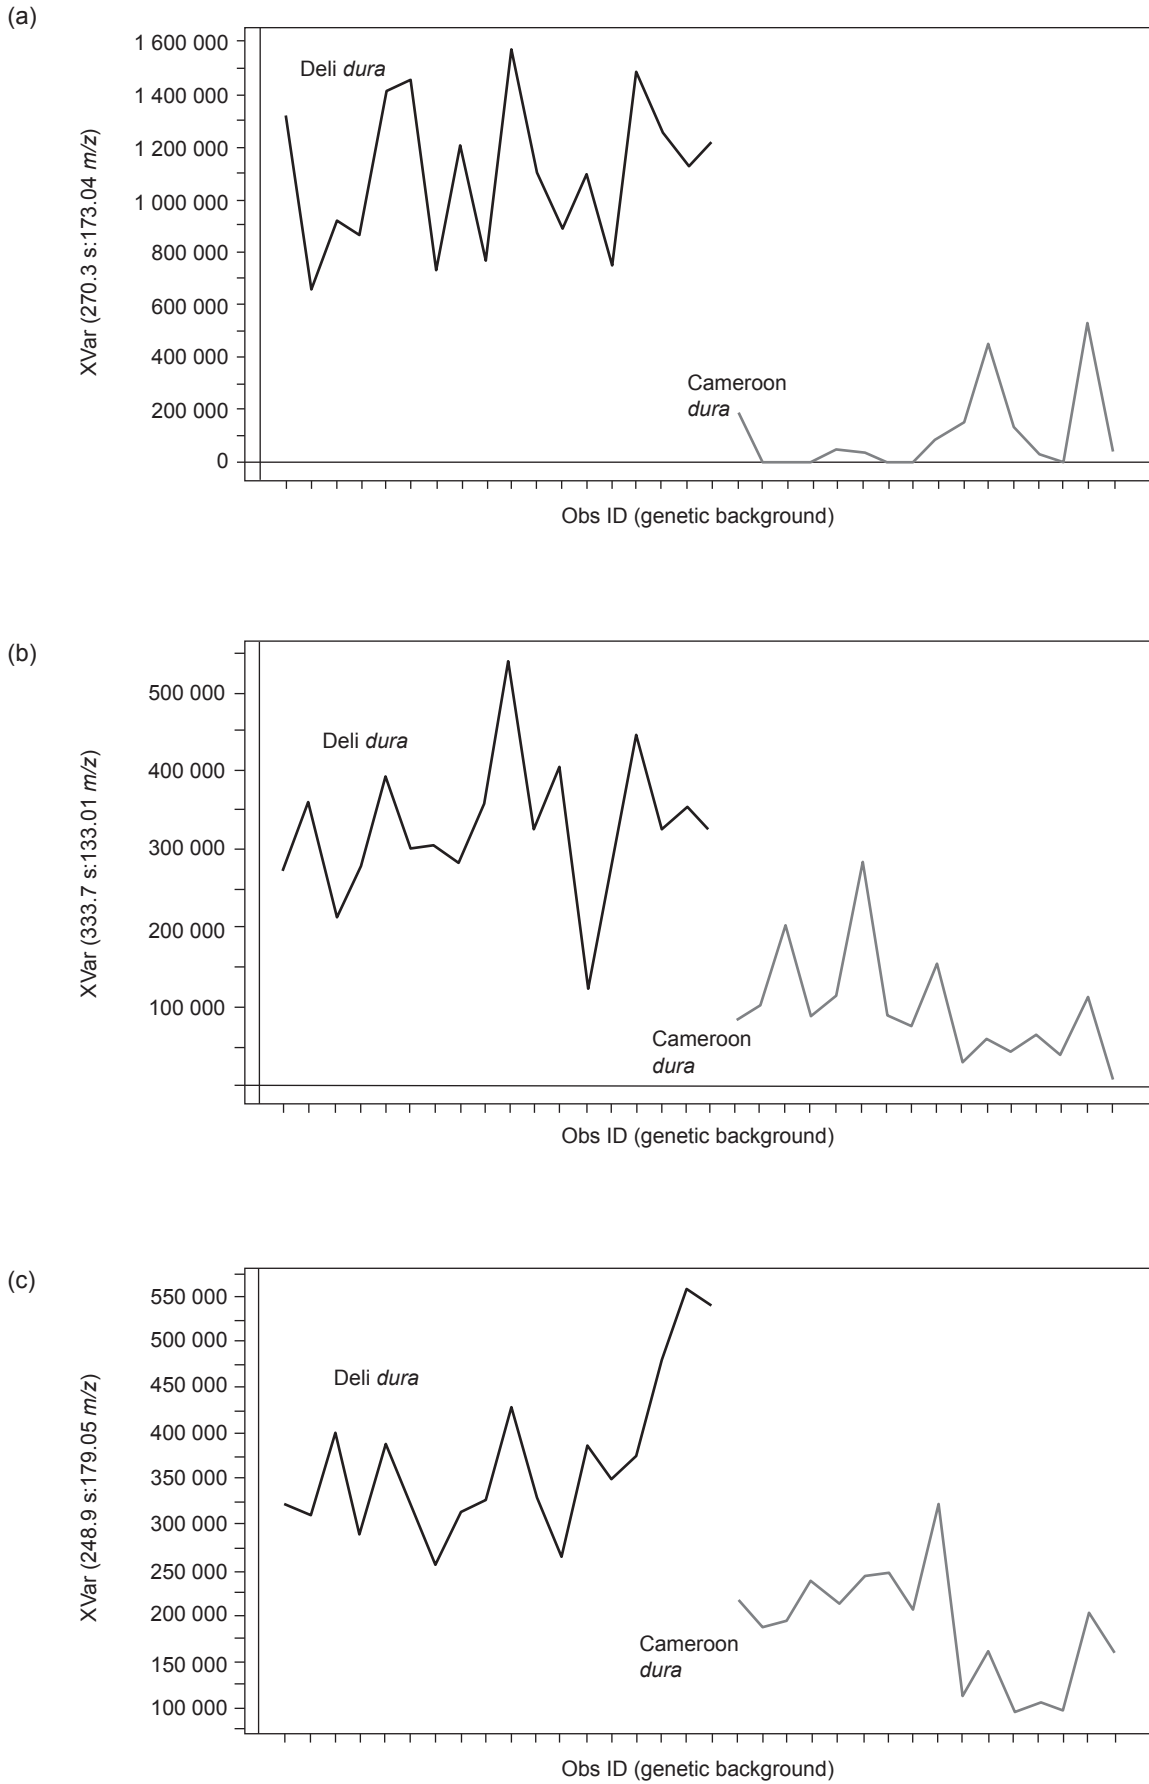 (a)
1 600 000
1 400 000
1 200 000
1 000 000
800 000
600 000
400 000
200 000
0
XVar (270.3 s:173.04 m/z)
Deli dura
Cameroon
dura
Obs ID (genetic background)
(b)
500 000
400 000
300 000
200 000
100 000
XVar (333.7 s:133.01 m/z)
Deli dura
Cameroon
dura
Obs ID (genetic background)
(c)
550 000
500 000
450 000
400 000
350 000
300 000
250 000
200 000
150 000
100 000
XVar (248.9 s:179.05 m/z)
Deli dura
Cameroon
dura
Obs ID (genetic background)